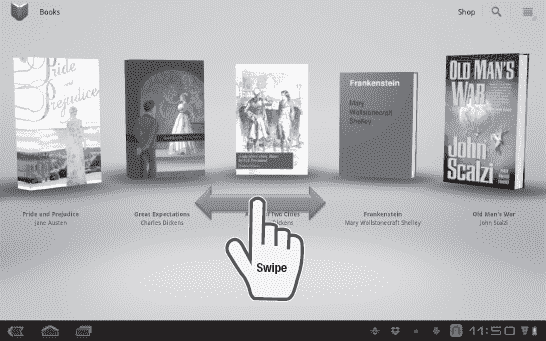 Books
Shop
Pride
and
Prejudice
Frankenstein
Mary
Wollstonecraft
Shelley
OLD MAN'S
WAR
John
Scalzi
Pride and Prejudice
Jane Austen
Great Expectations
Charles Dickens
Two Cities
Dickens
Frankenstein
Mary Wollstonecraft Shelley
Old Man's War
John Scalzi
Swipe
11:50